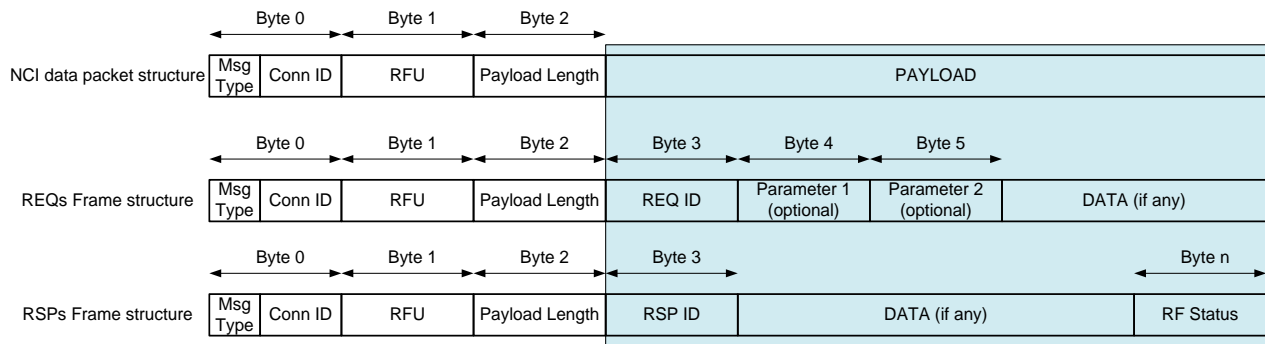 Byte 0 Byte 1 Byte 2
NCI data packet structure Msg Type Conn ID RFU Payload Length PAYLOAD
Byte 0 Byte 1 Byte 2 Byte 3 Byte 4 Byte 5
REQs Frame structure Msg Type Conn ID RFU Payload Length REQ ID Parameter 1 (optional) Parameter 2 (optional) DATA (if any)
Byte 0 Byte 1 Byte 2 Byte 3 Byte n
RSPs Frame structure Msg Type Conn ID RFU Payload Length RSP ID DATA (if any) RF Status